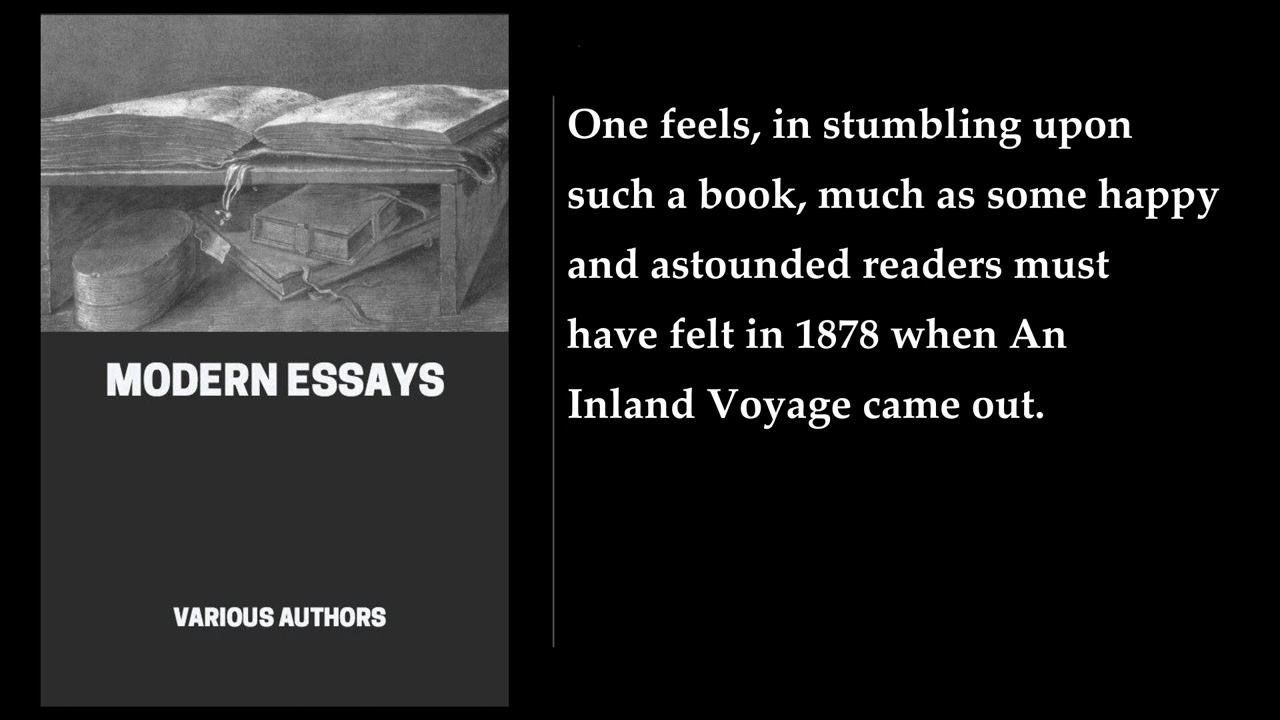 MODERN ESSAYS
VARIOUS AUTHORS
One feels, in stumbling upon
such a book, much as some happy
and astounded readers must
have felt in 1878 when An
Inland Voyage came out.